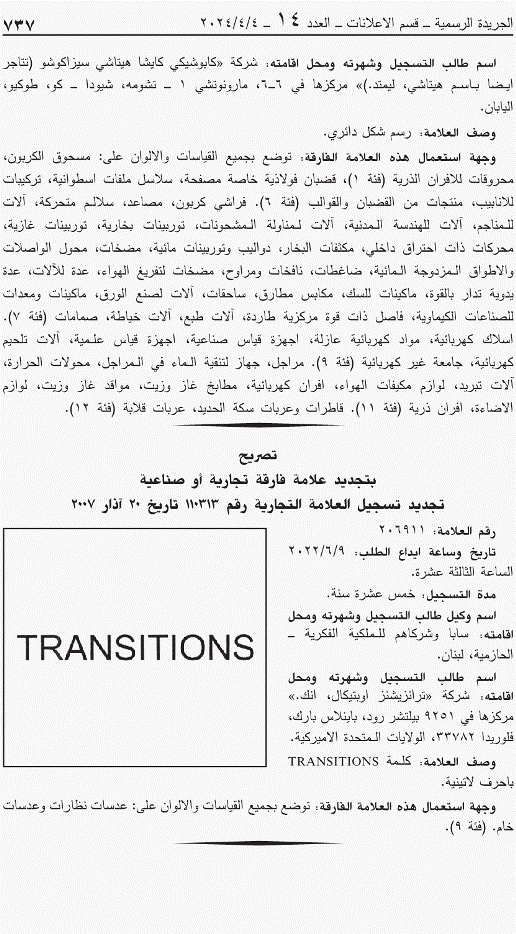 الجريدة الرسمية ـ قسم الاعلانات ـ العدد ١٤ ـ ٢٠٢٤/٤/٤ ٧٣٧
اسم طالب التسجيل وشهرته ومحل اقامته: شركة «كابوشيكي كايشا هيتاشي سيزاكوشو (تتاجر
ايضا باسم هيتاشي، ليمتد.)» مركزها في ٦-٦، مارونوتشي ١ ـ تشومه، شيودا ـ كو، طوكيو،
اليابان.
وصف العلامة: رسم شكل دائري.
وجهة استعمال هذه العلامة الفارقة: توضع بجميع القياسات والالوان على: مسحوق الكربون،
محروقات للافران الذرية (فئة ١)، قضبان فولاذية خاصة مصفحة، سلاسل ملفات اسطوانية، تركيبات
للانابيب، منتجات من القضبان والقوالب (فئة ٦). فراشي كربون، مصاعد، سلالم متحركة، آلات
للمناجم، آلات للهندسة المدنية، آلات لمناولة المشحونات، توربينات بخارية، توربينات غازية،
محركات ذات احتراق داخلي، مكثفات البخار، دواليب وتوربينات مائية، مضخات، محول الواصلات
والاطواق المزدوجة المائية، ضاغطات، نافخات ومراوح، مضخات لتفريغ الهواء، عدة للآلات، عدة
يدوية تدار بالقوة، ماكينات للسك، مكابس مطارق، ساحقات، آلات لصنع الورق، ماكينات ومعدات
للصناعات الكيماوية، فاصل ذات قوة مركزية طاردة، آلات طبع، آلات خياطة، صمامات (فئة ٧).
اسلاك كهربائية، مواد كهربائية عازلة، اجهزة قياس صناعية، اجهزة قياس علمية، آلات تلحيم
كهربائية، جامعة غير كهربائية (فئة ٩). مراجل، جهاز لتنقية الماء في المراجل، محولات الحرارة،
آلات تبريد، لوازم مكيفات الهواء، افران كهربائية، مطابخ غاز وزيت، مواقد غاز وزيت، لوازم
الاضاءة، افران ذرية (فئة ١١). قاطرات وعربات سكة الحديد، عربات قلابة (فئة ١٢).
تصريح
بتجديد علامة فارقة تجارية أو صناعية
تجديد تسجيل العلامة التجارية رقم ١١٠٣١٣ تاريخ ٢٠ آذار ٢٠٠٧
رقم العلامة: ٢٠٦٩١١
تاريخ وساعة ايداع الطلب: ٢٠٢٢/٦/٩
الساعة الثالثة عشرة.
مدة التسجيل: خمس عشرة سنة.
اسم وكيل طالب التسجيل وشهرته ومحل
اقامته: سابا وشركاهم للملكية الفكرية ـ
الحازمية، لبنان.
اسم طالب التسجيل وشهرته ومحل
اقامته: شركة «ترانزيشنز اوبتيكال، انك.»
مركزها في ٩٢٥١ بيلتشر رود، باينلاس بارك،
فلوريدا ٣٣٧٨٢، الولايات المتحدة الاميركية.
وصف العلامة: كلمة TRANSITIONS
باحرف لاتينية.
TRANSITIONS
وجهة استعمال هذه العلامة الفارقة: توضع بجميع القياسات والالوان على: عدسات نظارات وعدسات
خام. (فئة ٩).